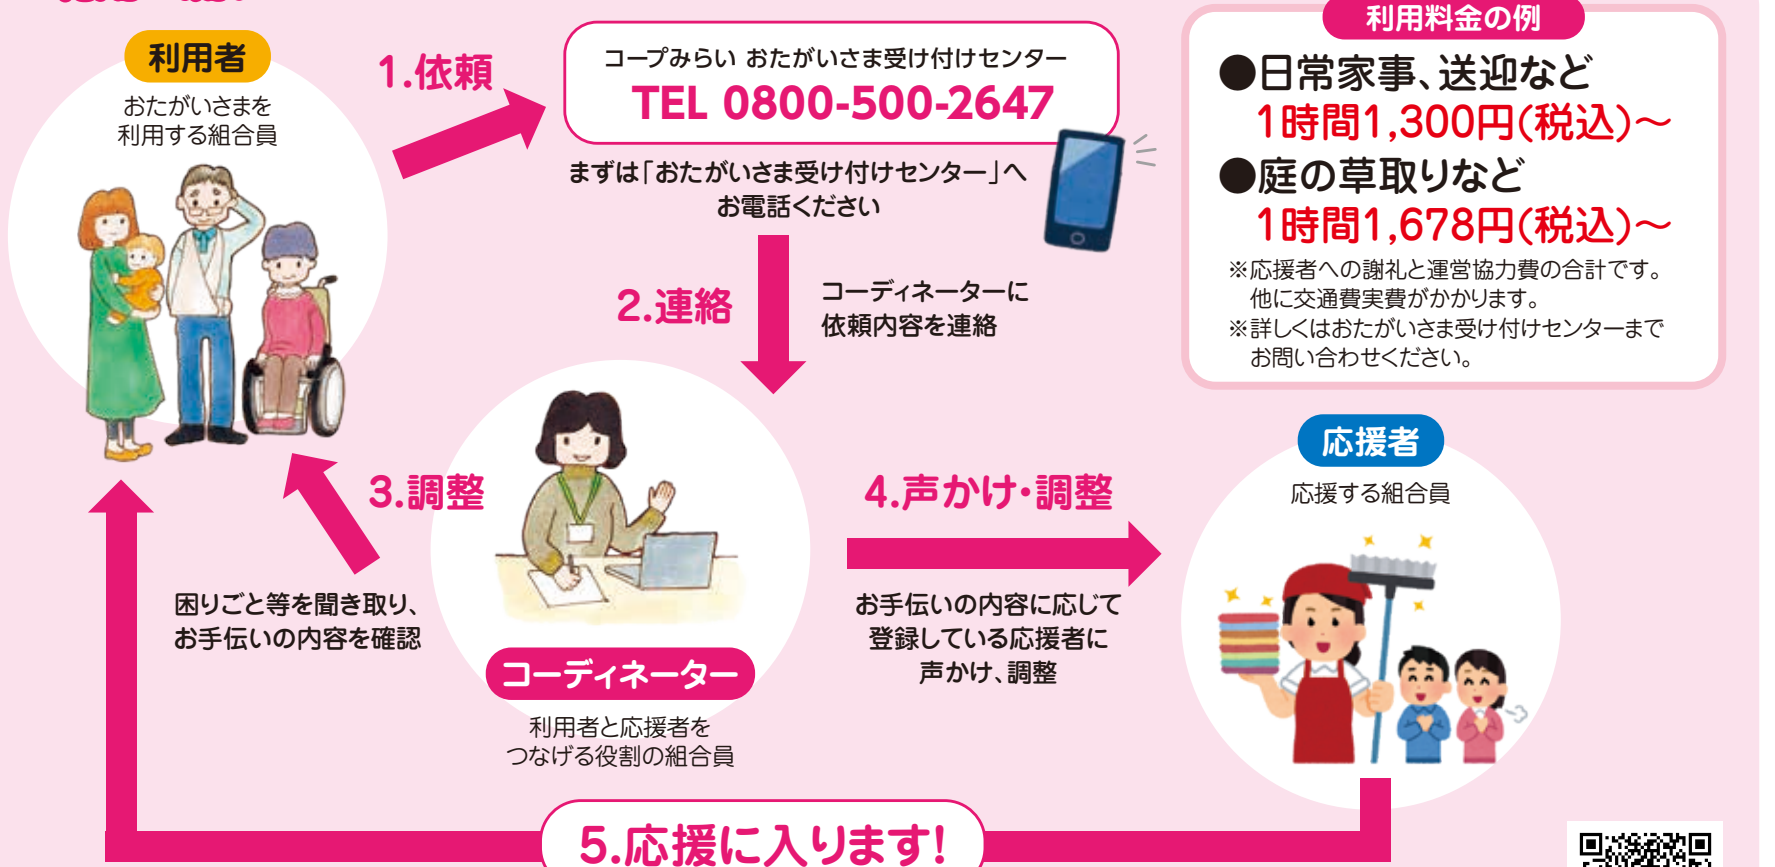 利用者
おたがいさまを
利用する組合員
1.依頼
コープみらい おたがいさま受け付けセンター
TEL 0800-500-2647
まずは「おたがいさま受け付けセンター」へ
お電話ください
利用料金の例
●日常家事、送迎など
1時間1,300円(税込)～
●庭の草取りなど
1時間1,678円(税込)～
※応援者への謝礼と運営協力費の合計です。
他に交通費実費がかかります。
※詳しくはおたがいさま受け付けセンターまで
お問い合わせください。
2.連絡
コーディネーターに
依頼内容を連絡
3.調整
困りごと等を聞き取り、
お手伝いの内容を確認
コーディネーター
利用者と応援者を
つなげる役割の組合員
4.声かけ・調整
お手伝いの内容に応じて
登録している応援者に
声かけ、調整
応援者
応援する組合員
5.応援に入ります!